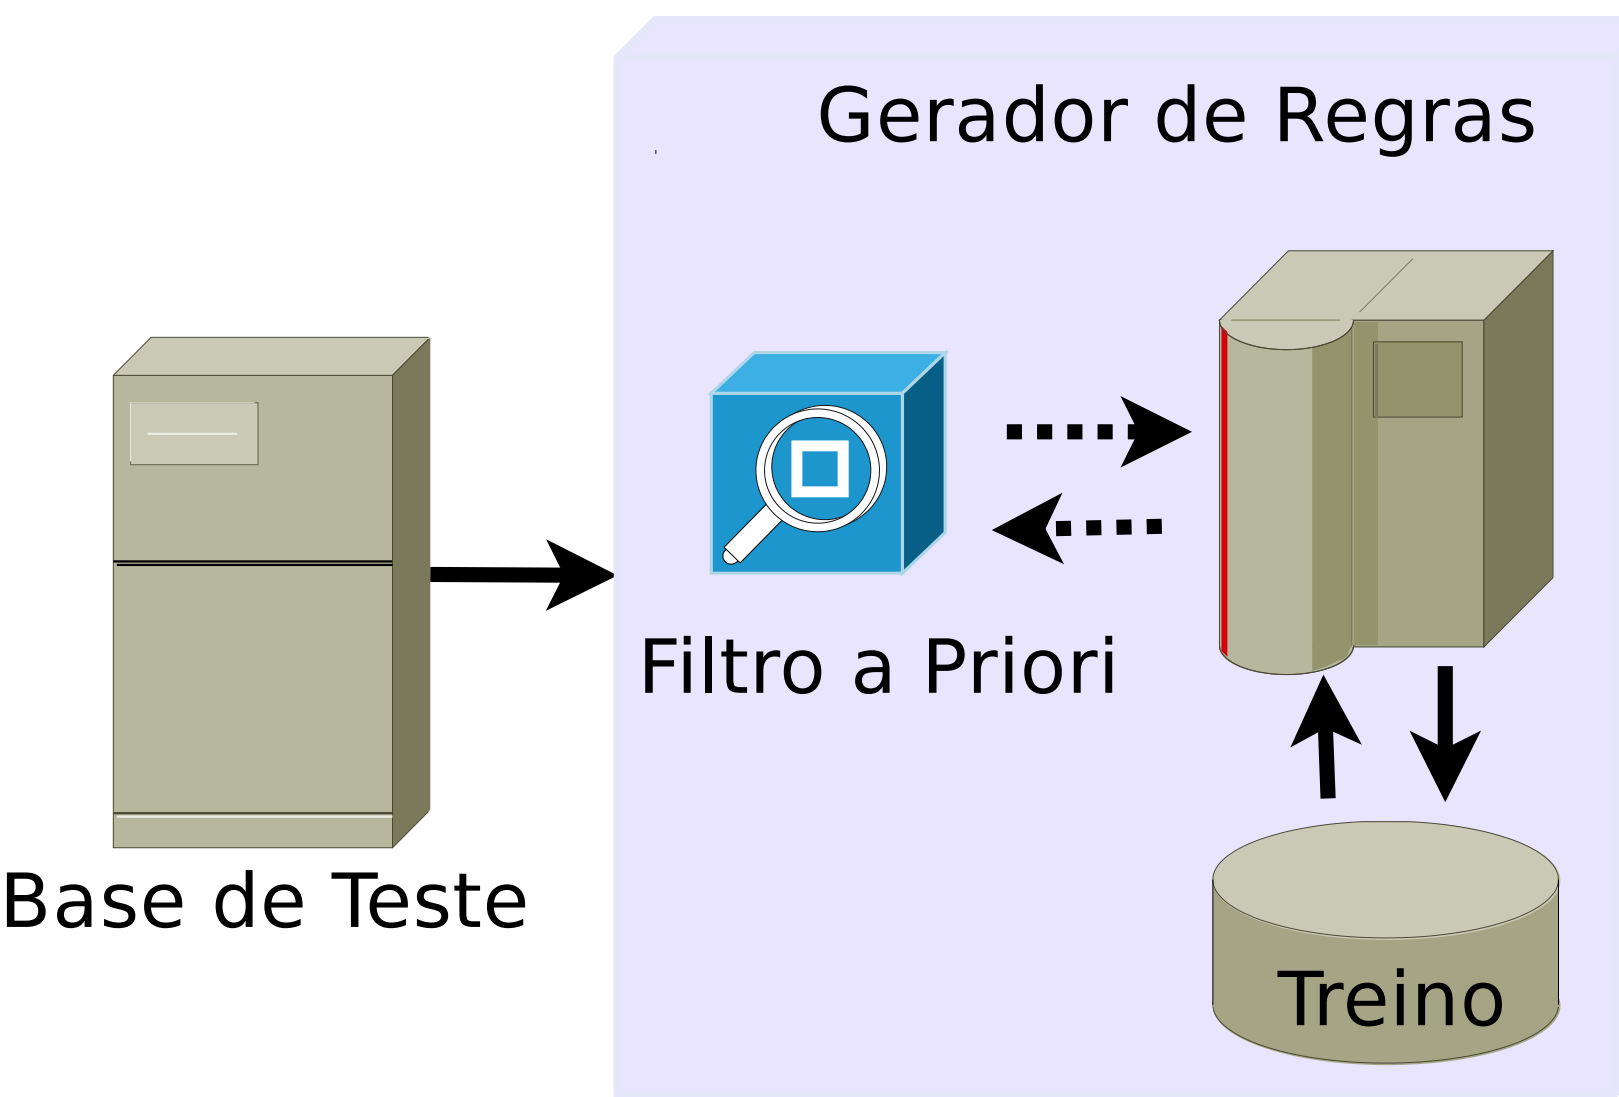 Gerador de Regras
Filtro a Priori
Base de Teste
Treino